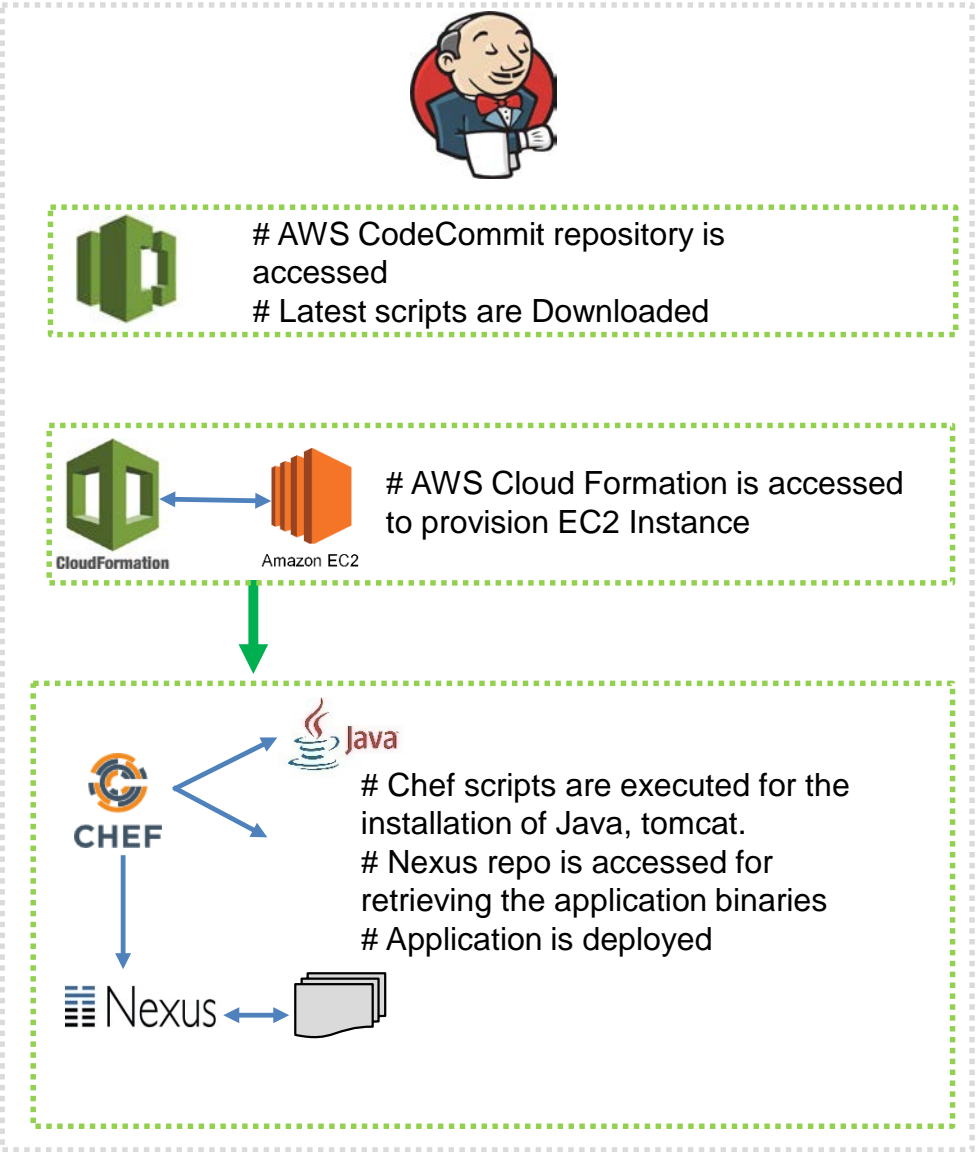 # AWS CodeCommit repository is
accessed
# Latest scripts are Downloaded
# AWS Cloud Formation is accessed
to provision EC2 Instance
CloudFormation
Amazon EC2
Java
# Chef scripts are executed for the
installation of Java, tomcat.
# Nexus repo is accessed for
retrieving the application binaries
# Application is deployed
CHEF
Nexus